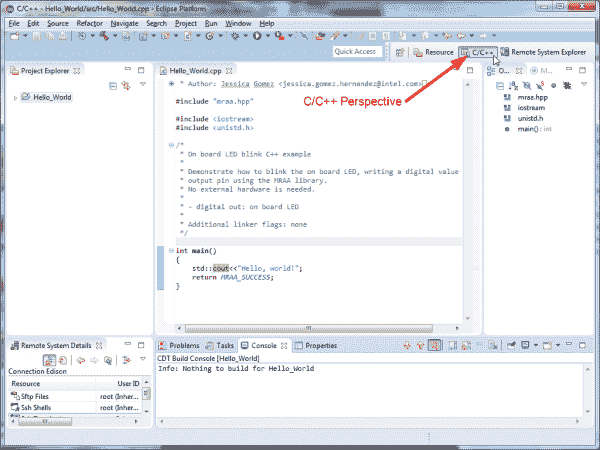 C/C++ - Hello_World/src/Hello_World.cpp - Eclipse Platform
File Edit Source Refactor Navigate Search Project Run Window Help
Quick Access
Resource C/C++ Remote System Explorer
Project Explorer
Hello_World
Hello_World.cpp
* Author: Jessica Gomez <jessica.gomez.hernandez@intel.com>
C/C++ Perspective
#include "mraa.hpp"
#include <iostream>
#include <unistd.h>
/*
* On board LED blink C++ example
*
* Demonstrate how to blink the on board LED, writing a digital value
* output pin using the MRAA library.
* No external hardware is needed.
*
* - digital out: on board LED
*
* Additional linker flags: none
*/
int main()
{
std::cout<<"Hello, world!";
return MRAA_SUCCESS;
}
O...
M...
mraa.hpp
iostream
unistd.h
main() : int
Remote System Details
Connection Edison
Resource User ID
Sftp Files root (Inher...
Ssh Shells root (Inher...
Problems Tasks Console Properties
CDT Build Console [Hello_World]
Info: Nothing to build for Hello_World